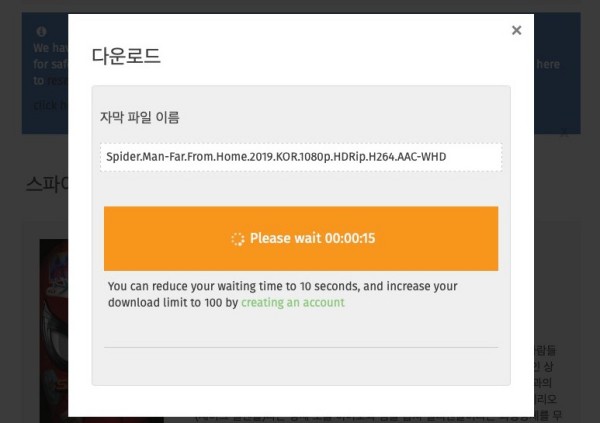 We hav
for safe
here
to
click h
×
다운로드
자막 파일 이름
Spider.Man-Far.From.Home.2019.KOR.1080p.HDRip.H264.AAC-WHD
스파이
Please wait 00:00:15
You can reduce your waiting time to 10 seconds, and increase your
download limit to 100 by creating an account